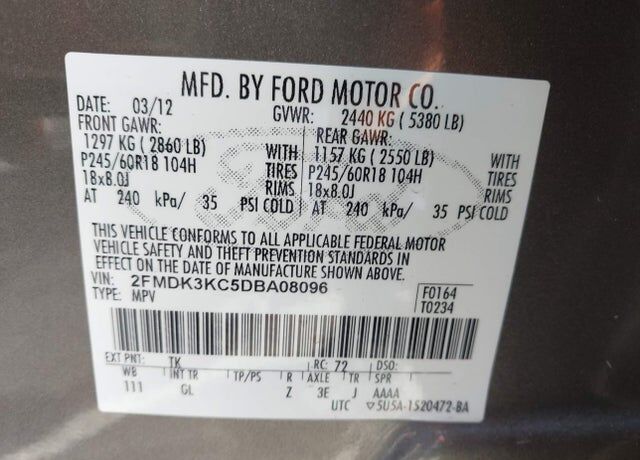 MFD. BY FORD MOTOR CO.
DATE: 03/12 GVWR: 2440 KG ( 5380 LB)
FRONT GAWR: REAR GAWR:
1297 KG ( 2860 LB) WITH 1157 KG ( 2550 LB) WITH
P245/60R18 104H TIRES P245/60R18 104H TIRES
18x8.0J RIMS 18x8.0J RIMS
AT 240 kPa/ 35 PSI COLD AT 240 kPa/ 35 PSI COLD
THIS VEHICLE CONFORMS TO ALL APPLICABLE FEDERAL MOTOR
VEHICLE SAFETY AND THEFT PREVENTION STANDARDS IN
EFFECT ON THE DATE OF MANUFACTURE SHOWN ABOVE.
VIN: 2FMDK3KC5DBA08096 F0164
TYPE: MPV T0234
EXT PNT: TK RC: 72 DSO:
WB INT TR TP/PS R AXLE TR SPR
111 GL Z 3E J AAAA
UTC ▽5U5A-1520472-BA